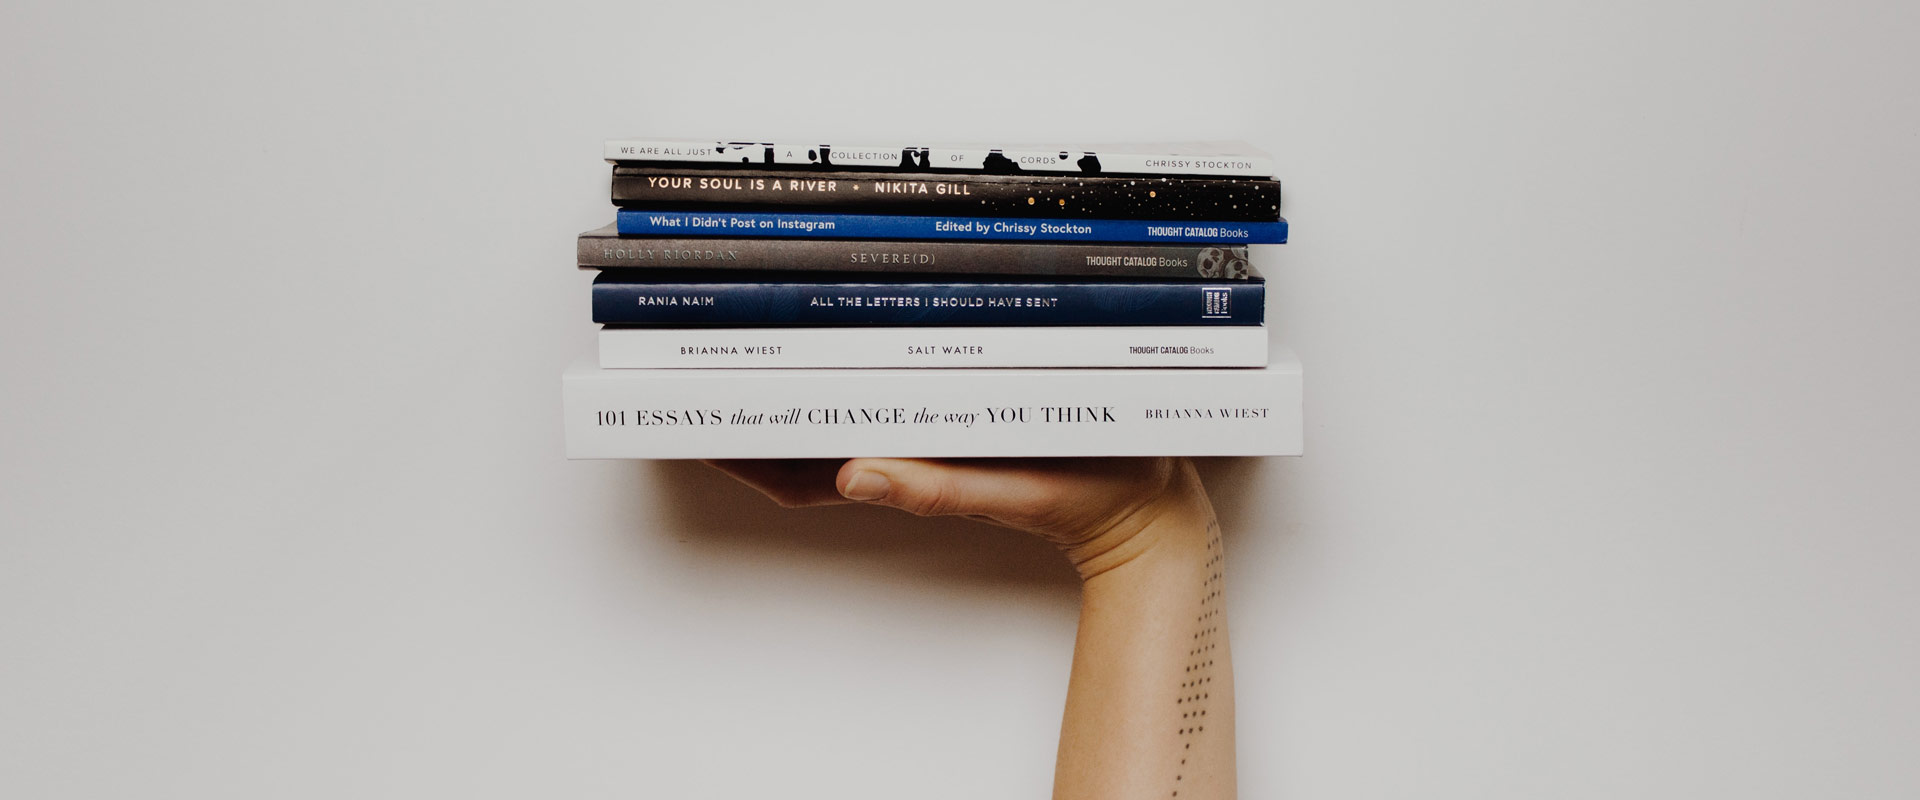 WE ARE ALL JUST A COLLECTION OF CORDS CHRISSY STOCKTON
YOUR SOUL IS A RIVER • NIKITA GILL
What I Didn't Post on Instagram Edited by Chrissy Stockton THOUGHT CATALOG Books
HOLLY RIORDAN SEVERE(D) THOUGHT CATALOG Books
RANIA NAIM ALL THE LETTERS I SHOULD HAVE SENT Books
BRIANNA WIEST SALT WATER THOUGHT CATALOG Books
101 ESSAYS that will CHANGE the way YOU THINK BRIANNA WIEST